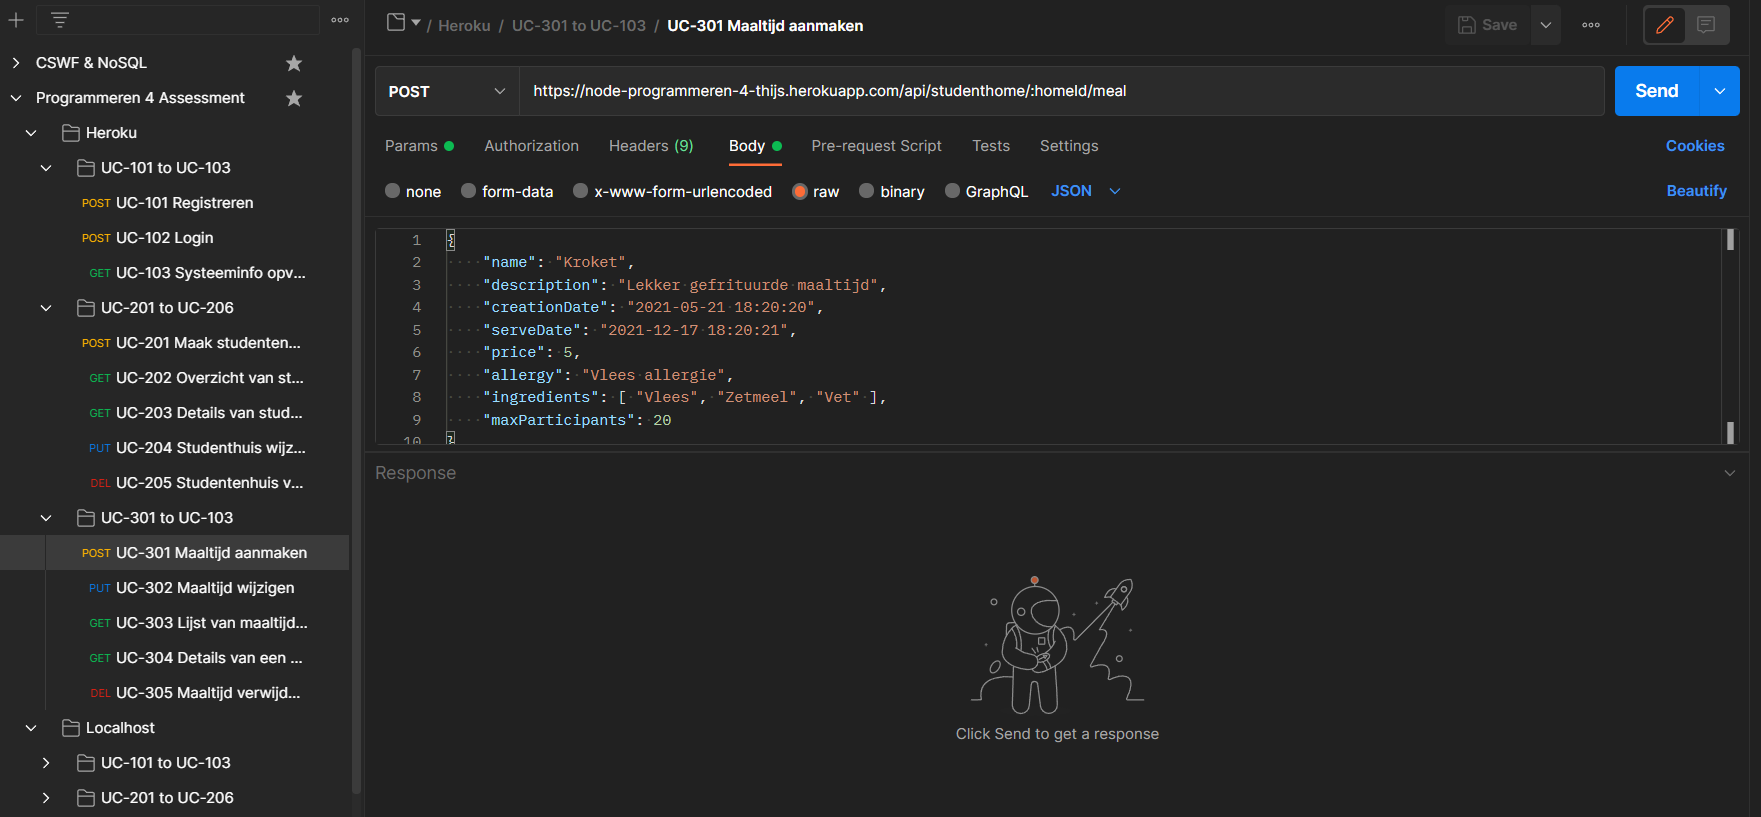 CSWF & NoSQL
Programmeren 4 Assessment
Heroku
UC-101 to UC-103
POST UC-101 Registreren
POST UC-102 Login
GET UC-103 Systeeminfo opv...
UC-201 to UC-206
POST UC-201 Maak studenten...
GET UC-202 Overzicht van st...
GET UC-203 Details van stud...
PUT UC-204 Studenthuis wijz...
DEL UC-205 Studentenhuis v...
UC-301 to UC-103
POST UC-301 Maaltijd aanmaken
PUT UC-302 Maaltijd wijzigen
GET UC-303 Lijst van maaltijd...
GET UC-304 Details van een ...
DEL UC-305 Maaltijd verwijd...
Localhost
UC-101 to UC-103
UC-201 to UC-206
/ Heroku / UC-301 to UC-103 / UC-301 Maaltijd aanmaken
Save
POST https://node-programmeren-4-thijs.herokuapp.com/api/studenthome/:homeId/meal
Send
Params Authorization Headers (9) Body Pre-request Script Tests Settings Cookies
none form-data x-www-form-urlencoded raw binary GraphQL JSON Beautify
1 {
2 "name": "Kroket",
3 "description": "Lekker gefrituurde maaltijd",
4 "creationDate": "2021-05-21 18:20:20",
5 "serveDate": "2021-12-17 18:20:21",
6 "price": 5,
7 "allergy": "Vlees allergie",
8 "ingredients": [ "Vlees", "Zetmeel", "Vet" ],
9 "maxParticipants": 20
10 }
Response
Click Send to get a response